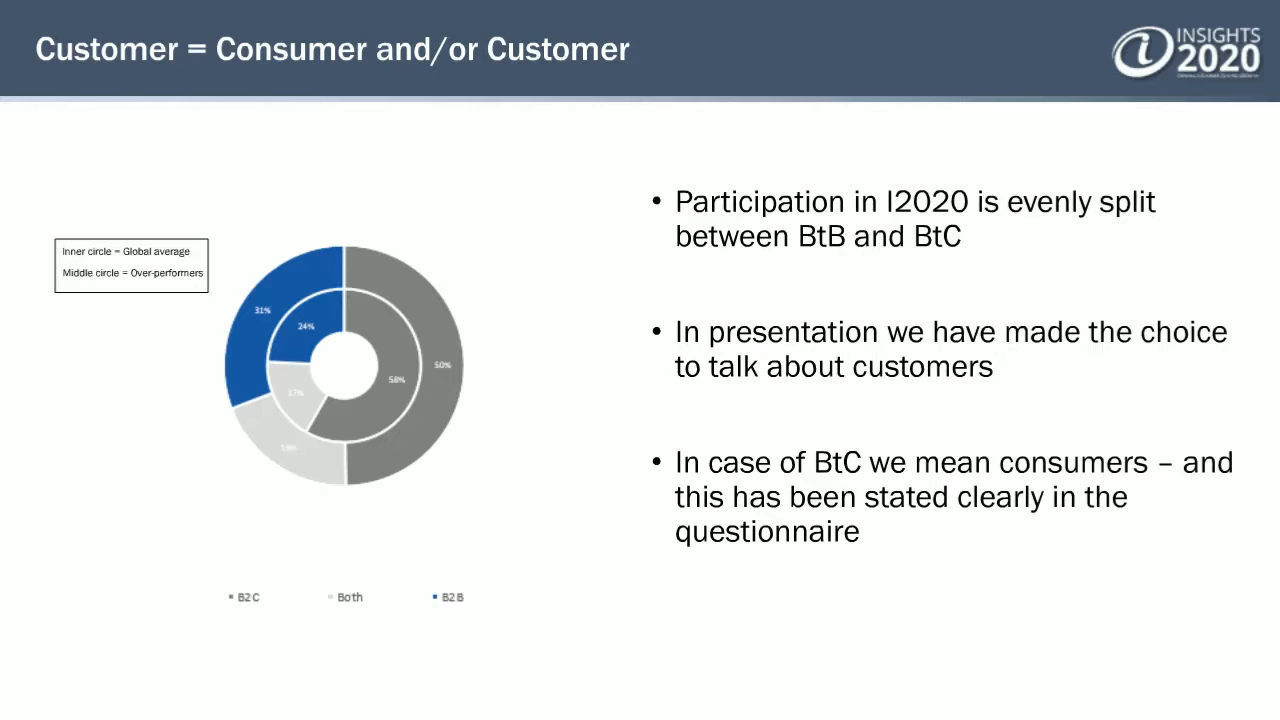 Customer = Consumer and/or Customer
INSIGHTS
2020
Inner circle = Global average
Middle circle = Over-performers
31%
24%
50%
58%
17%
• Participation in I2020 is evenly split
between BtB and BtC
• In presentation we have made the choice
to talk about customers
• In case of BtC we mean consumers – and
this has been stated clearly in the
questionnaire
B2C
Both
B2B